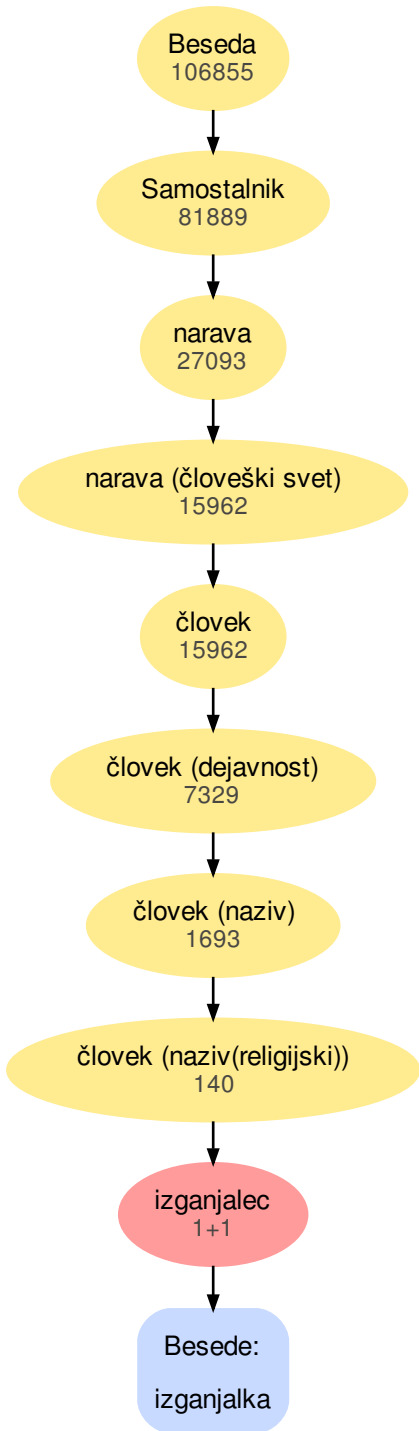 Beseda
106855
Samostalnik
81889
narava
27093
narava (človeški svet)
15962
človek
15962
človek (dejavnost)
7329
človek (naziv)
1693
človek (naziv(religijski))
140
izganjalec
1+1
Besede:
izganjalka